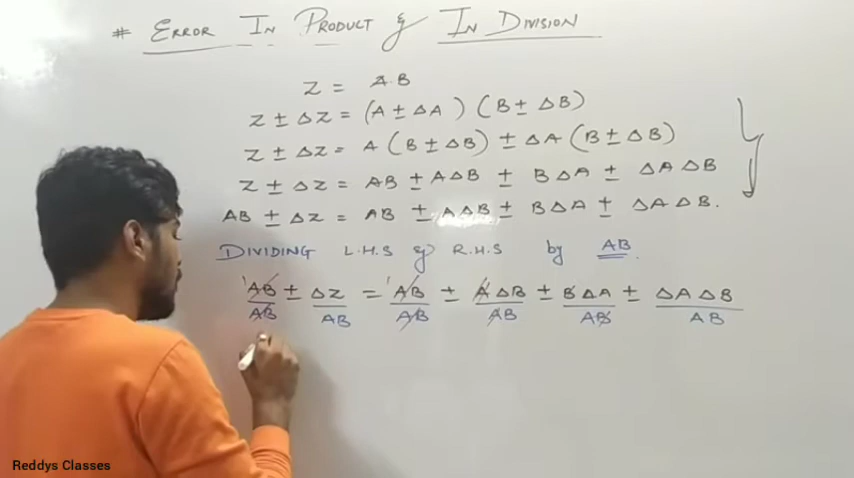 # ERROR IN PRODUCT & IN DIVISION
Z = A.B
Z ± ΔZ = (A ± ΔA) (B ± ΔB)
Z ± ΔZ = A (B ± ΔB) ± ΔA (B ± ΔB)
Z ± ΔZ = AB ± AΔB ± BΔA ± ΔAΔB
AB ± ΔZ = AB ± AΔB ± BΔA ± ΔAΔB.
DIVIDING L.H.S & R.H.S by AB
1 AB/AB ± ΔZ/AB = 1 AB/AB ± AΔB/AB ± BΔA/AB ± ΔAΔB/AB
Reddys Classes